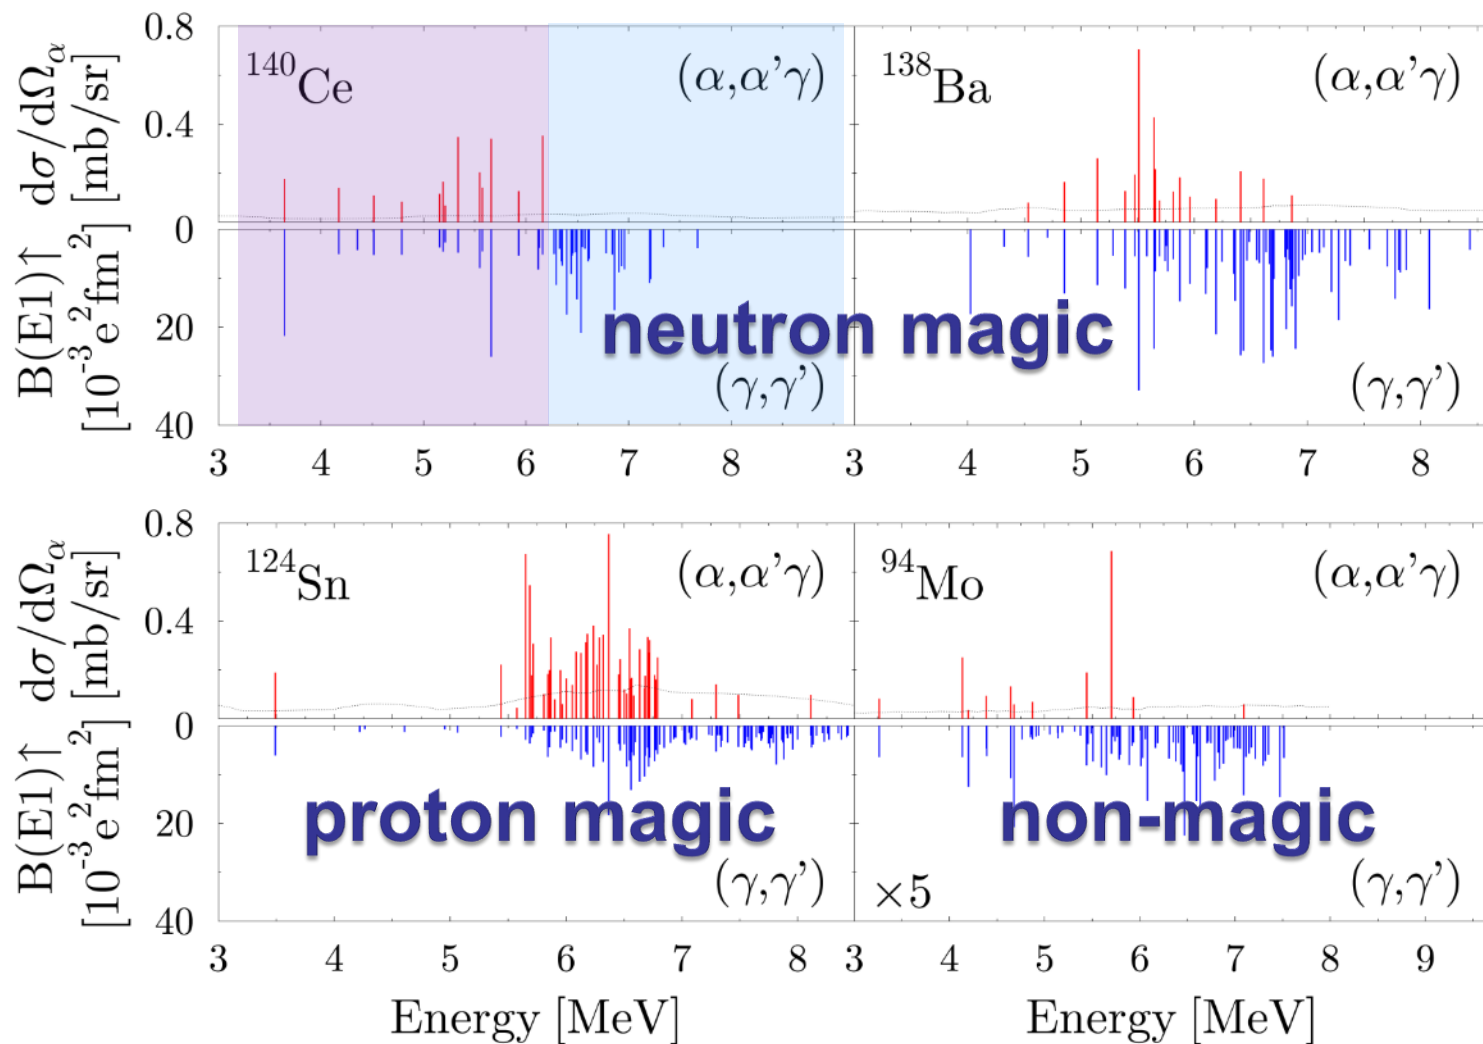 0.8
0.4
0
20
40
dσ/dΩα
[mb/sr]
B(E1)↑
[10⁻³e²fm²]
¹⁴⁰Ce
(α,α’γ)
(γ,γ’)
¹³⁸Ba
(α,α’γ)
(γ,γ’)
neutron magic
3 4 5 6 7 8
3 4 5 6 7 8
0.8
0.4
0
20
40
dσ/dΩα
[mb/sr]
B(E1)↑
[10⁻³e²fm²]
¹²⁴Sn
(α,α’γ)
proton magic
(γ,γ’)
⁹⁴Mo
(α,α’γ)
non-magic
×5
(γ,γ’)
3 4 5 6 7 8
3 4 5 6 7 8 9
Energy [MeV]
Energy [MeV]